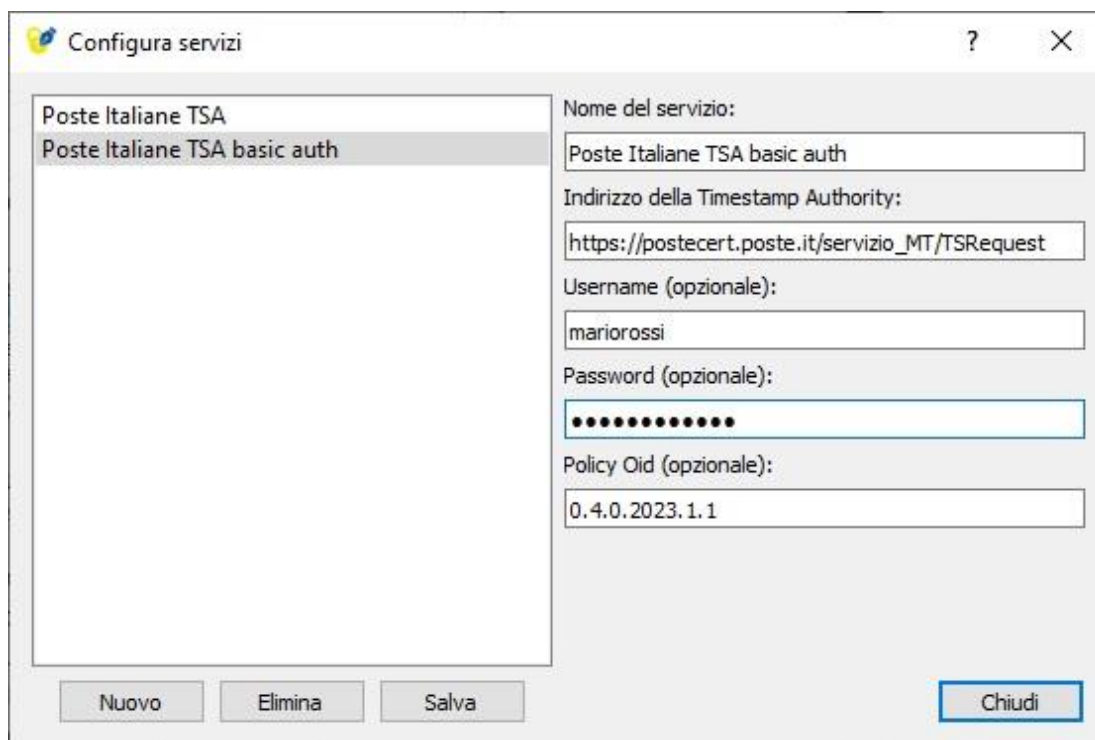 Configura servizi
?
Poste Italiane TSA
Poste Italiane TSA basic auth
Nome del servizio:
Poste Italiane TSA basic auth
Indirizzo della Timestamp Authority:
https://postecert.poste.it/servizio_MT/TSRequest
Username (opzionale):
mariorossi
Password (opzionale):
●●●●●●●●●●●●
Policy Oid (opzionale):
0.4.0.2023.1.1
Nuovo
Elimina
Salva
Chiudi